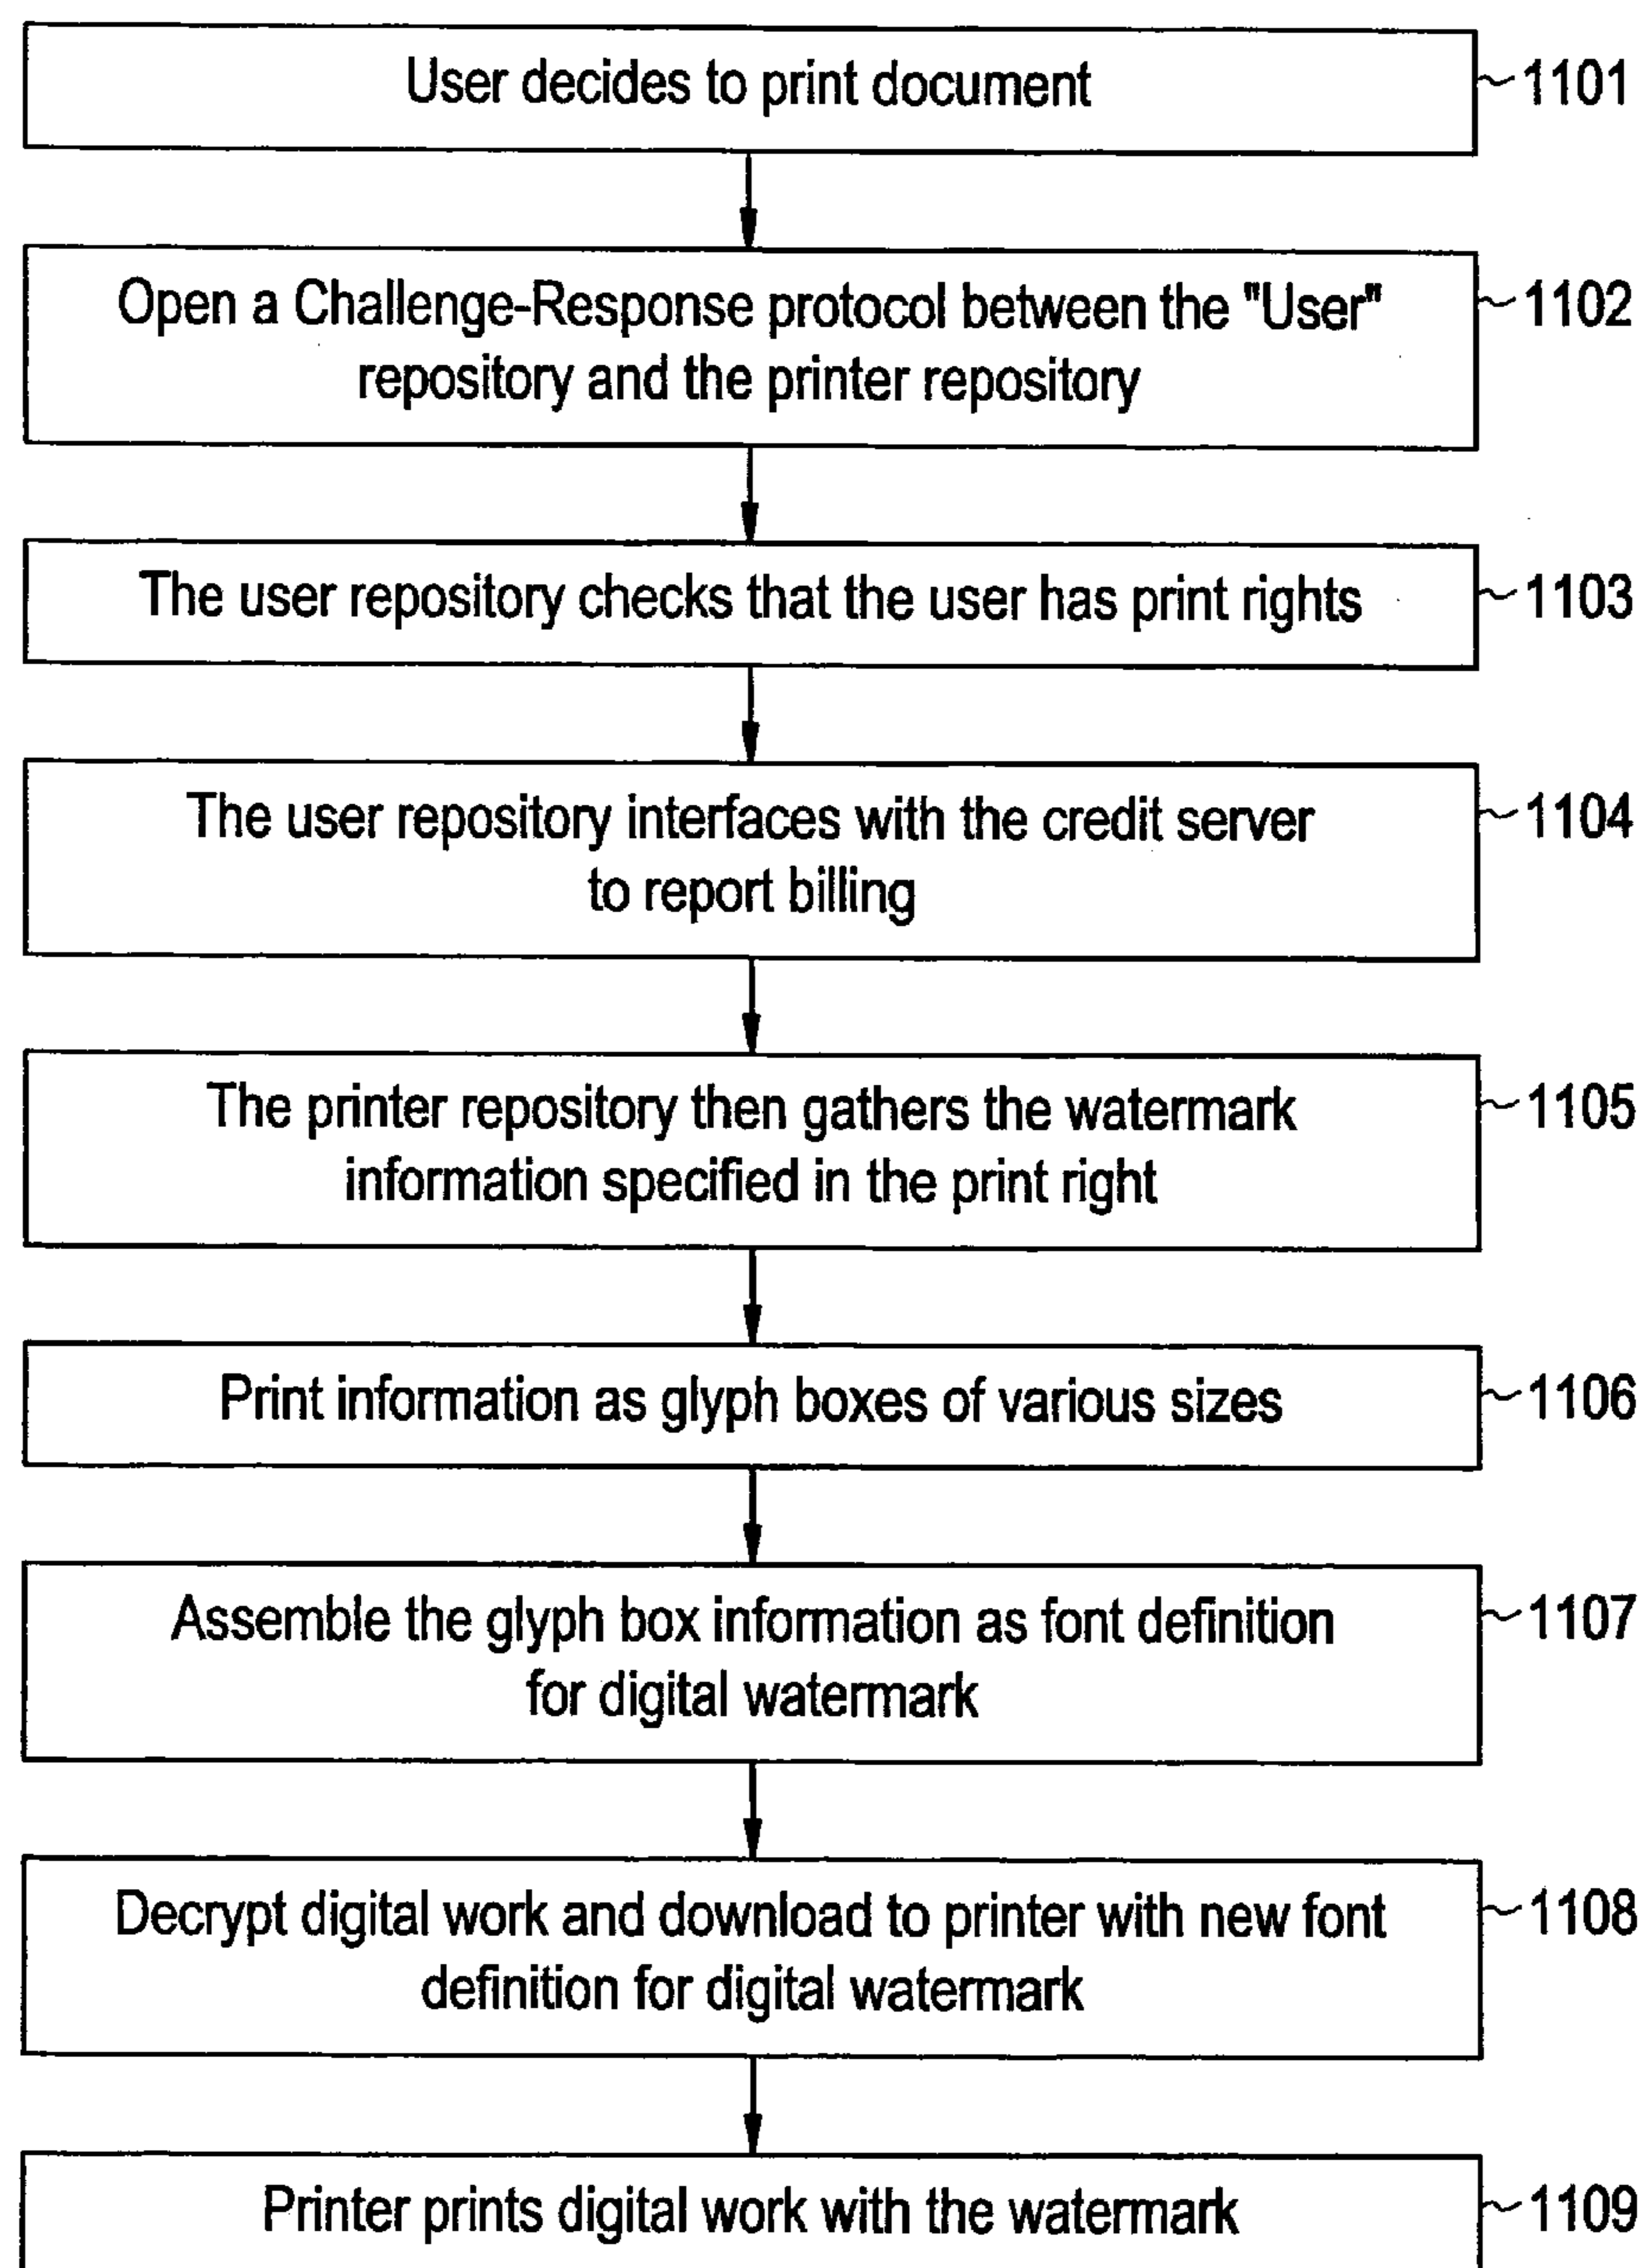 User decides to print document
1101
Open a Challenge-Response protocol between the "User"
repository and the printer repository
1102
The user repository checks that the user has print rights
1103
The user repository interfaces with the credit server
to report billing
1104
The printer repository then gathers the watermark
information specified in the print right
1105
Print information as glyph boxes of various sizes
1106
Assemble the glyph box information as font definition
for digital watermark
1107
Decrypt digital work and download to printer with new font
definition for digital watermark
1108
Printer prints digital work with the watermark
1109